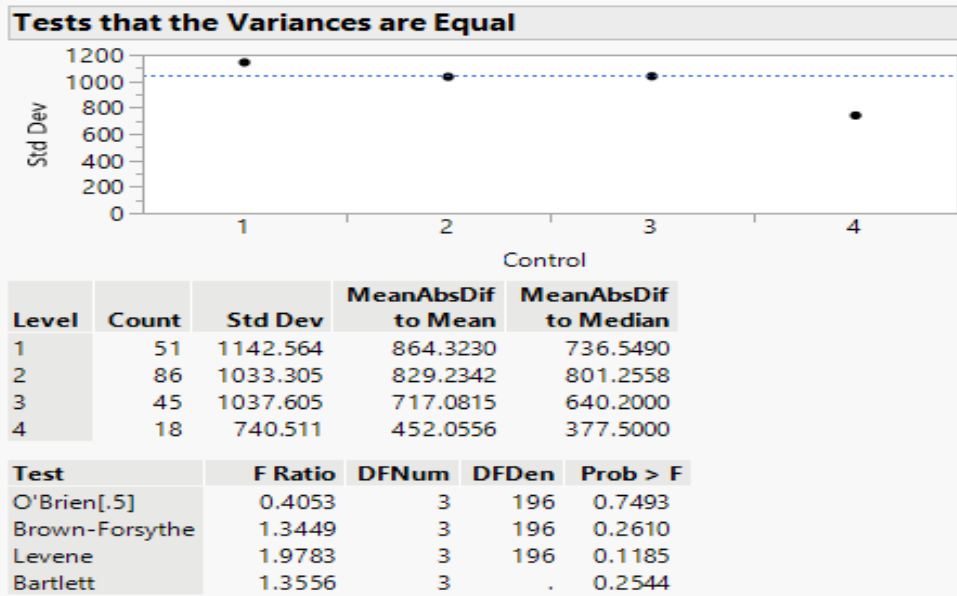 Tests that the Variances are Equal
1200
1000
800
600
400
200
0
Std Dev
1 2 3 4
Control
MeanAbsDif MeanAbsDif
Level Count Std Dev to Mean to Median
1 51 1142.564 864.3230 736.5490
2 86 1033.305 829.2342 801.2558
3 45 1037.605 717.0815 640.2000
4 18 740.511 452.0556 377.5000
Test F Ratio DFNum DFDen Prob > F
O'Brien[.5] 0.4053 3 196 0.7493
Brown-Forsythe 1.3449 3 196 0.2610
Levene 1.9783 3 196 0.1185
Bartlett 1.3556 3 . 0.2544